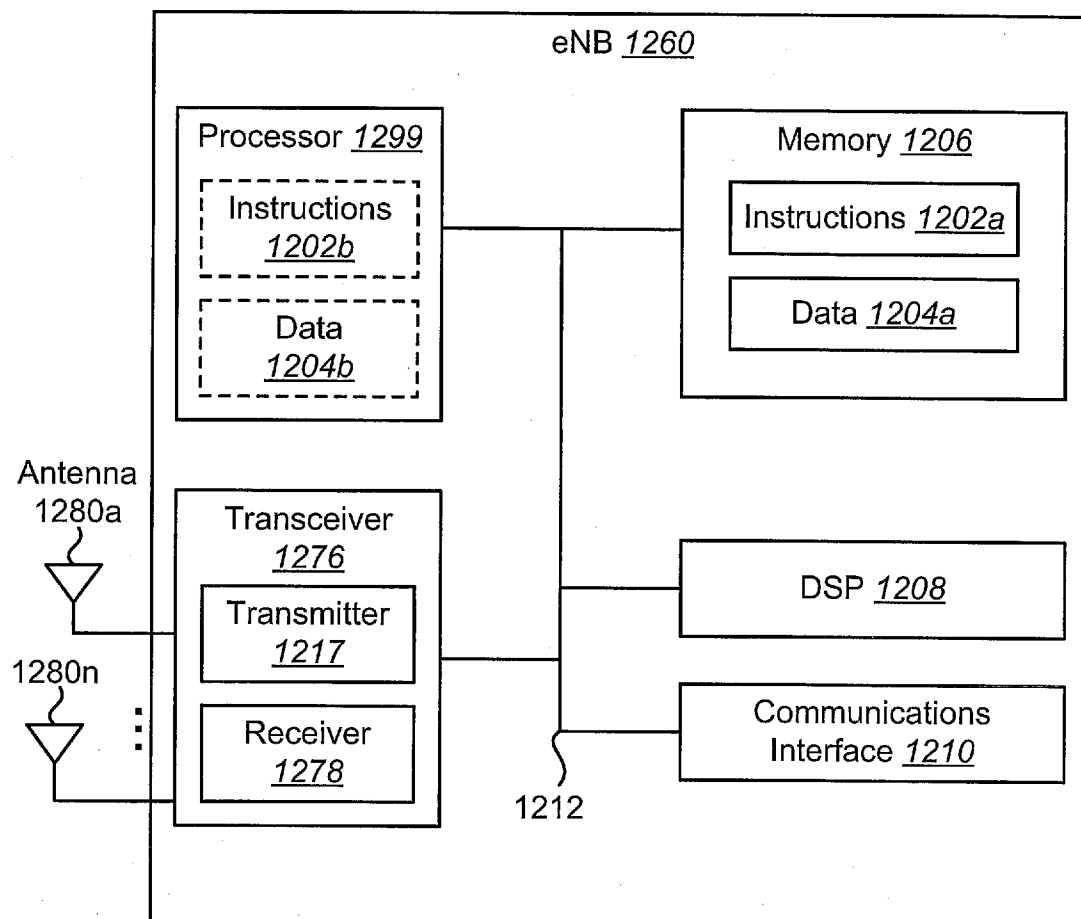 eNB 1260
Processor 1299
Instructions
1202b
Data
1204b
Memory 1206
Instructions 1202a
Data 1204a
Antenna
1280a
1280n
Transceiver
1276
Transmitter
1217
Receiver
1278
DSP 1208
Communications
Interface 1210
1212